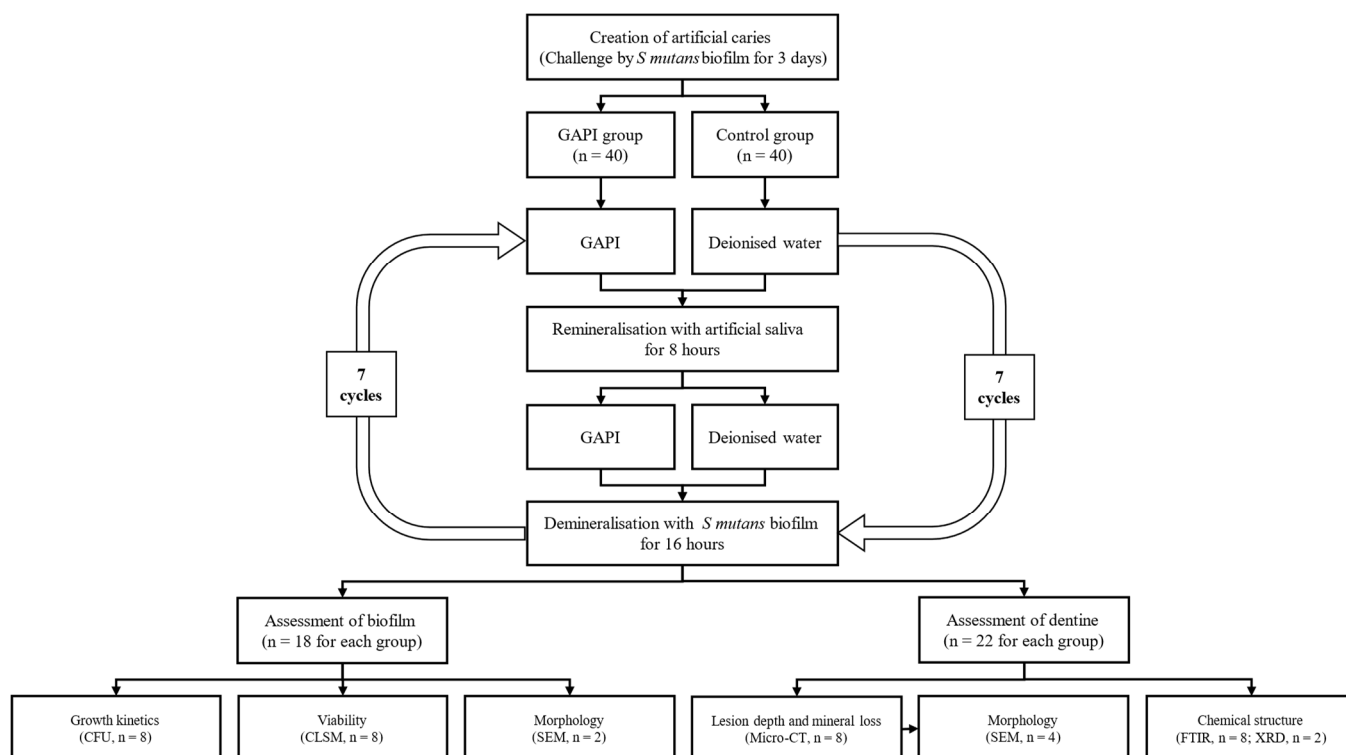 Creation of artificial caries
(Challenge by S mutans biofilm for 3 days)
GAPI group
(n = 40)
Control group
(n = 40)
GAPI
Deionised water
Remineralisation with artificial saliva
for 8 hours
7
cycles
7
cycles
GAPI
Deionised water
Demineralisation with S mutans biofilm
for 16 hours
Assessment of biofilm
(n = 18 for each group)
Assessment of dentine
(n = 22 for each group)
Growth kinetics
(CFU, n = 8)
Viability
(CLSM, n = 8)
Morphology
(SEM, n = 2)
Lesion depth and mineral loss
(Micro-CT, n = 8)
Morphology
(SEM, n = 4)
Chemical structure
(FTIR, n = 8; XRD, n = 2)